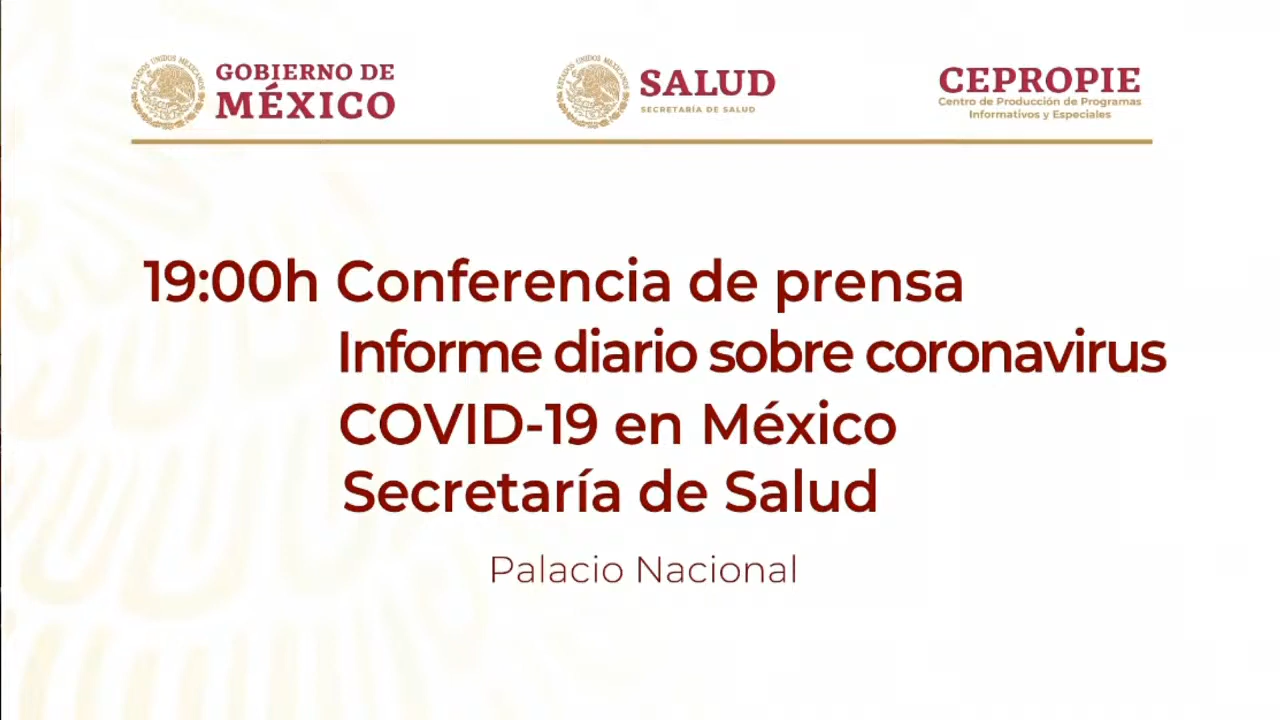 GOBIERNO DE
MÉXICO
SALUD
SECRETARÍA DE SALUD
CEPROPIE
Centro de Producción de Programas
Informativos y Especiales
19:00h Conferencia de prensa
Informe diario sobre coronavirus
COVID-19 en México
Secretaría de Salud
Palacio Nacional